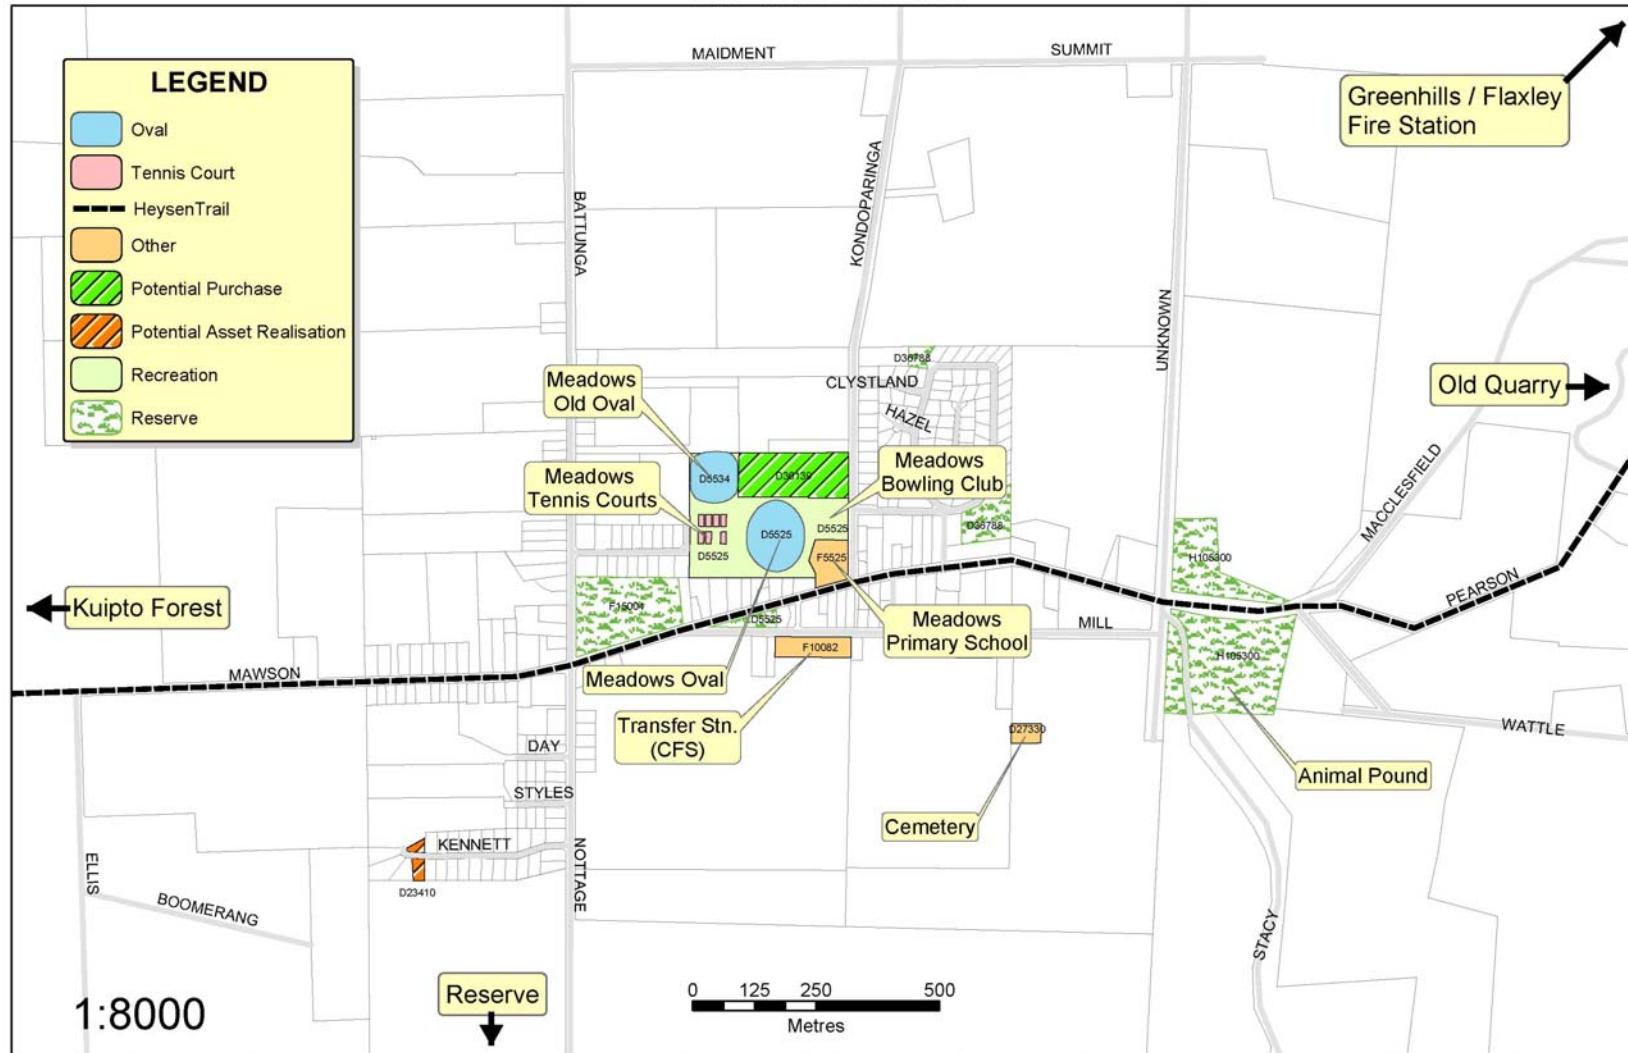 MAIDMENT
SUMMIT
LEGEND
Oval
Tennis Court
HeysenTrail
Other
Potential Purchase
Potential Asset Realisation
Recreation
Reserve
Greenhills / Flaxley
Fire Station
BATTUNGA
KONDOPARINGA
UNKNOWN
D36788
CLYSTLAND
HAZEL
Meadows
Old Oval
Old Quarry
Meadows
Tennis Courts
Meadows
Bowling Club
MACCLESFIELD
D5534
D36139
D5525
D5525
D5525
F5525
D36788
H105300
PEARSON
Kuipto Forest
F15004
D5525
Meadows
Primary School
MILL
F10082
H105300
MAWSON
Meadows Oval
Transfer Stn.
(CFS)
D27330
WATTLE
DAY
STYLES
Animal Pound
Cemetery
KENNETT
NOTTAGE
ELLIS
D23410
BOOMERANG
STACY
Reserve
1:8000
0 125 250 500
Metres